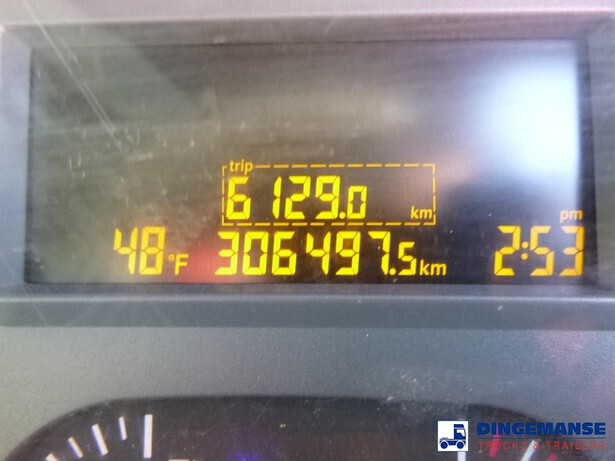 trip
6129.0 km
48°F 306497.5 km pm 2:53
DINGEMANSE
TRUCKS & TRAILERS